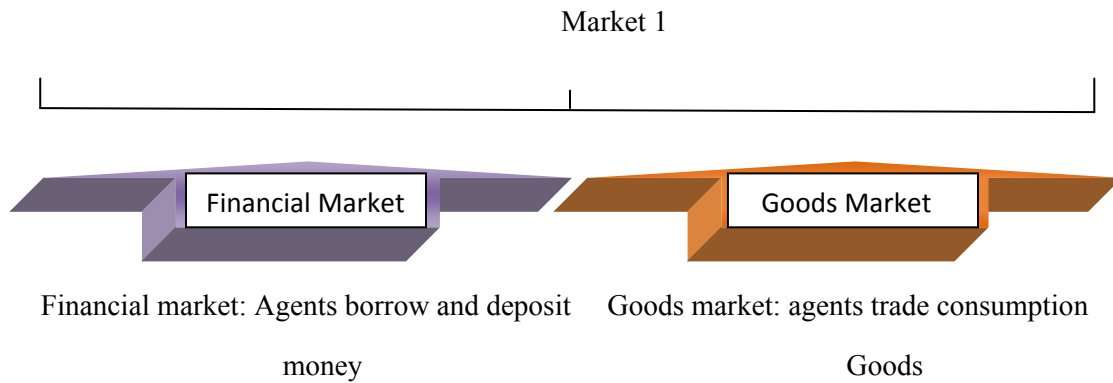 Market 1
Financial Market
Goods Market
Financial market: Agents borrow and deposit
money
Goods market: agents trade consumption
Goods